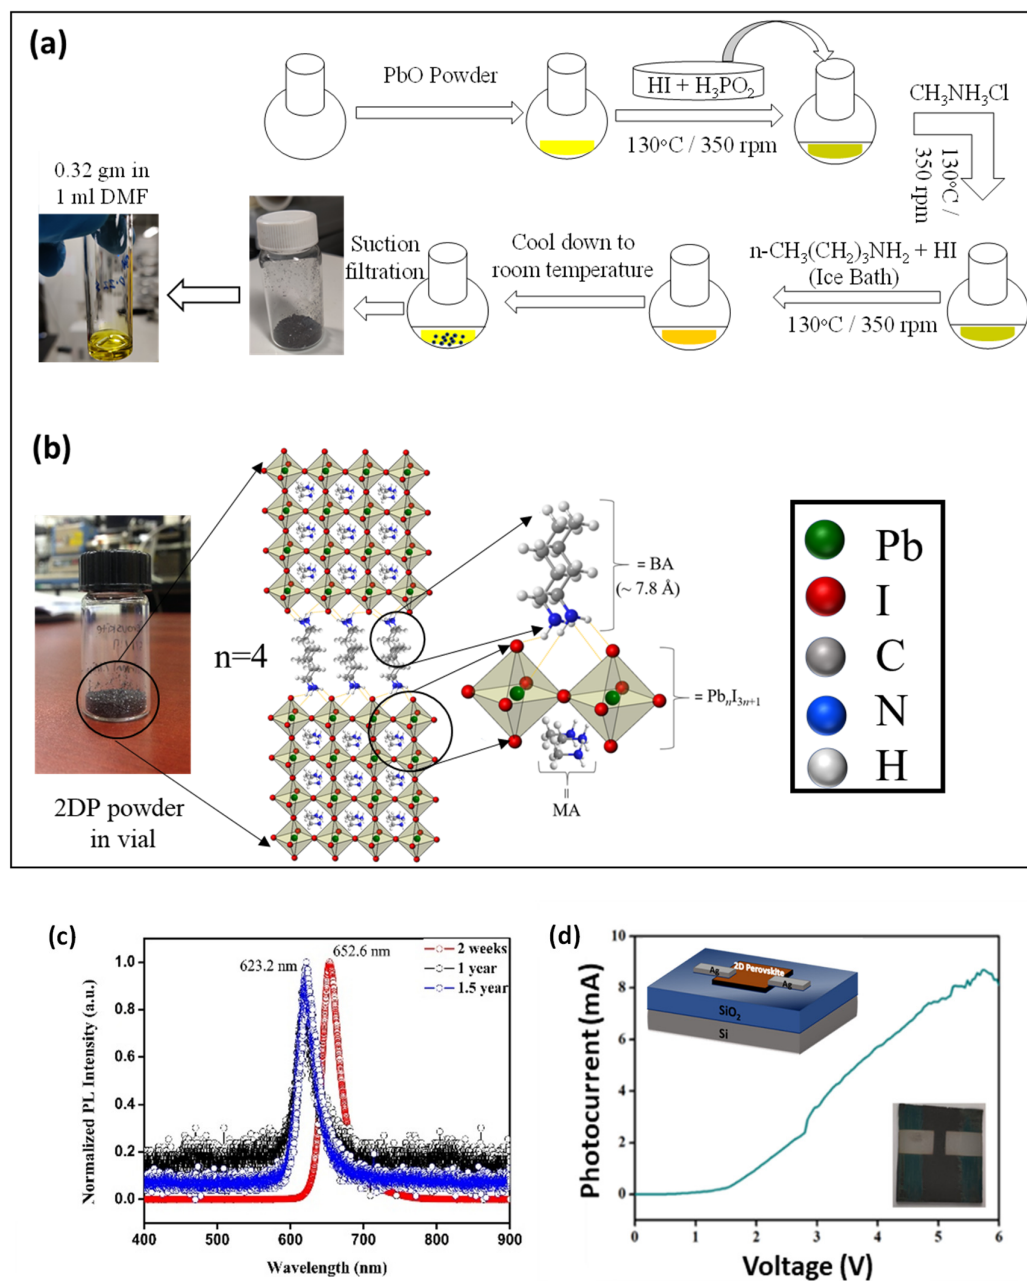 (a)
PbO Powder
HI + H₃PO₂
130°C / 350 rpm
CH₃NH₃Cl
130°C /
350 rpm
n-CH₃(CH₂)₃NH₂ + HI
(Ice Bath)
130°C / 350 rpm
Cool down to
room temperature
Suction
filtration
0.32 gm in
1 ml DMF
(b)
2DP powder
in vial
n=4
= BA
(~ 7.8 Å)
= PbₙI₃ₙ₊₁
=
MA
Pb
I
C
N
H
(c)
Normalized PL Intensity (a.u.)
1.0
0.8
0.6
0.4
0.2
0.0
623.2 nm
652.6 nm
2 weeks
1 year
1.5 year
400 500 600 700 800 900
Wavelength (nm)
(d)
Photocurrent (mA)
10
8
6
4
2
0
Ag
2D Perovskite
Ag
SiO₂
Si
0 1 2 3 4 5 6
Voltage (V)